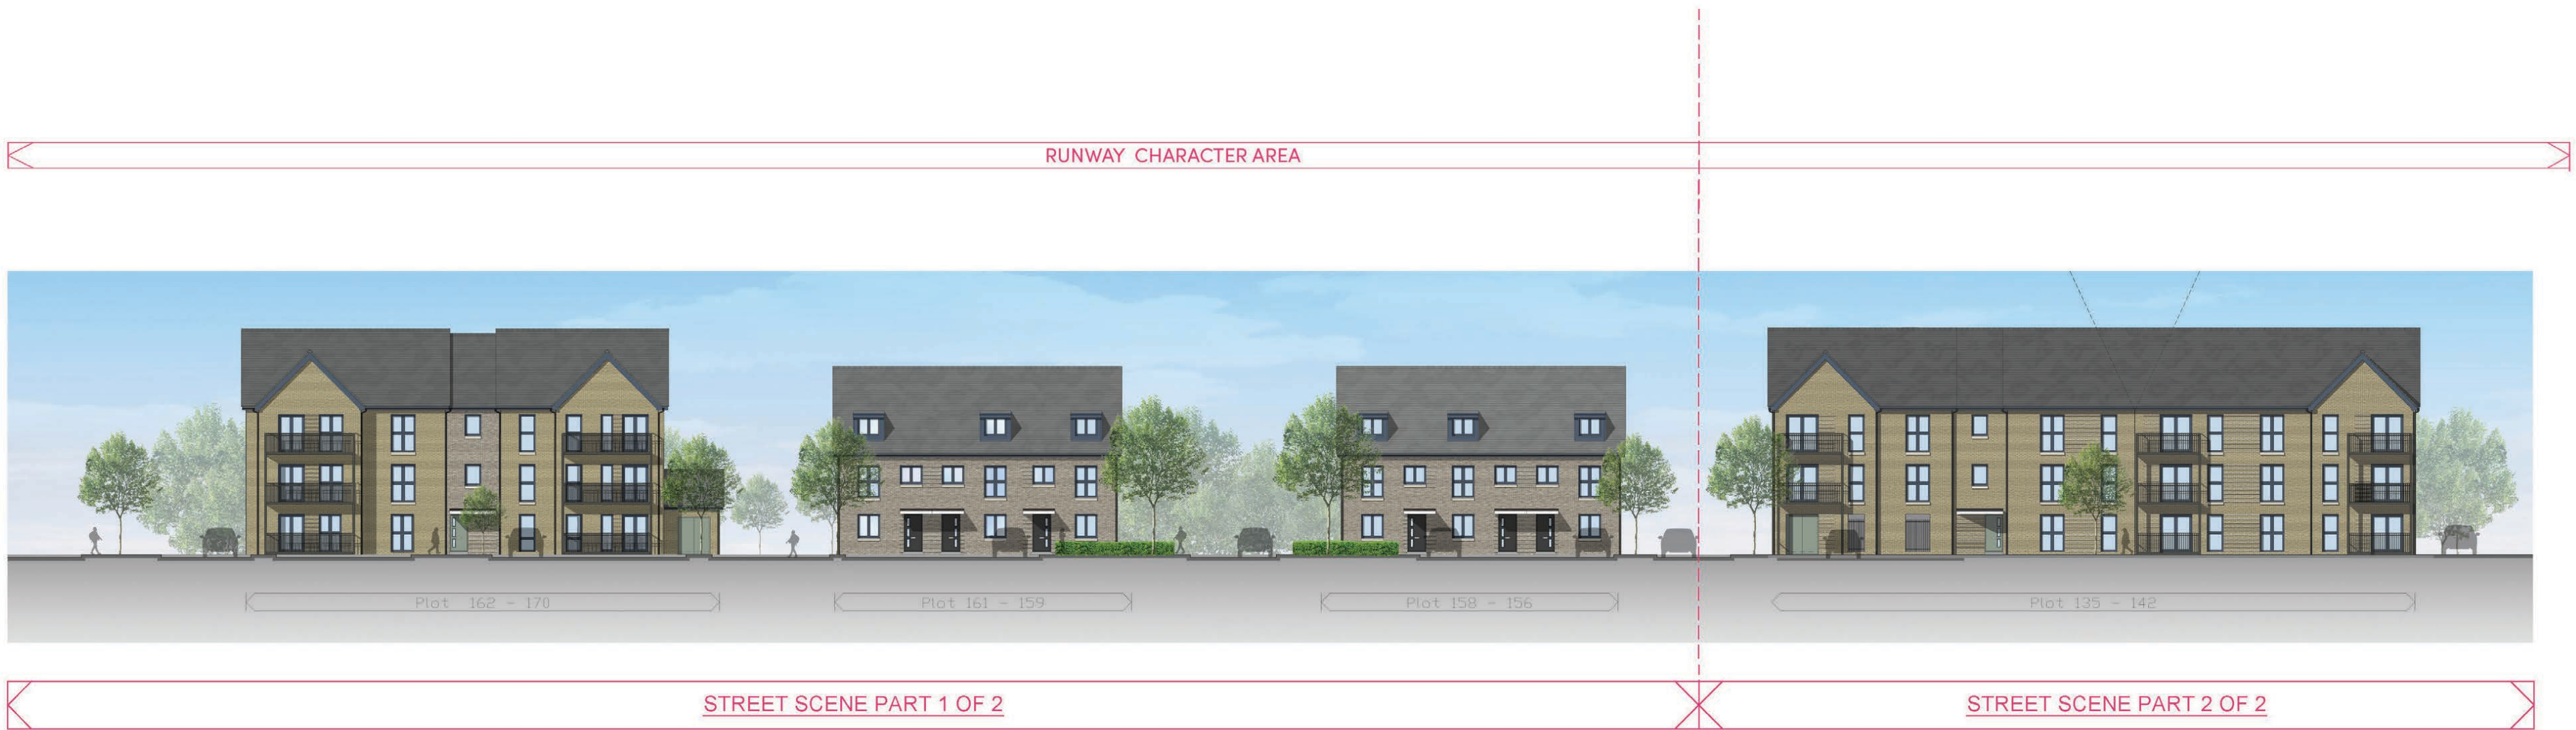 RUNWAY CHARACTER AREA
Plot 162 - 170
Plot 161 - 159
Plot 158 - 156
Plot 135 - 142
STREET SCENE PART 1 OF 2
STREET SCENE PART 2 OF 2